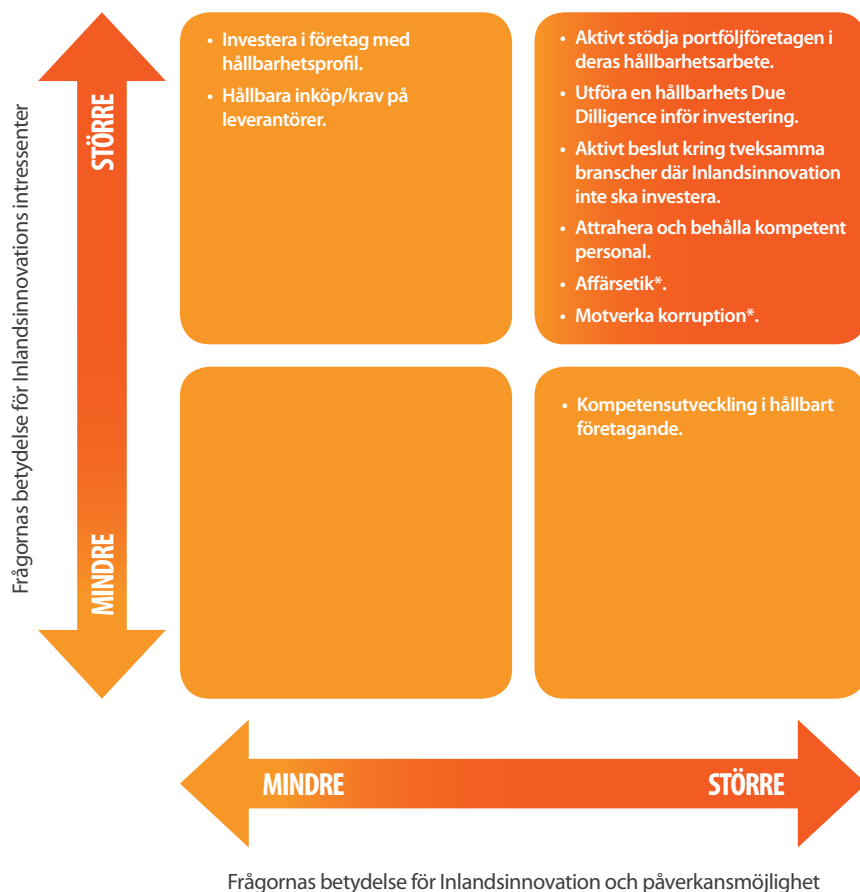 Frågornas betydelse för Inlandsinnovations intressenter
STÖRRE
MINDRE
• Investera i företag med
hållbarhetsprofil.
• Hållbara inköp/krav på
leverantörer.
• Aktivt stödja portföljföretagen i
deras hållbarhetsarbete.
• Utföra en hållbarhets Due
Dilligence inför investering.
• Aktivt beslut kring tveksamma
branscher där Inlandsinnovation
inte ska investera.
• Attrahera och behålla kompetent
personal.
• Affärsetik*.
• Motverka korruption*.
• Kompetensutveckling i hållbart
företagande.
MINDRE
STÖRRE
Frågornas betydelse för Inlandsinnovation och påverkansmöjlighet